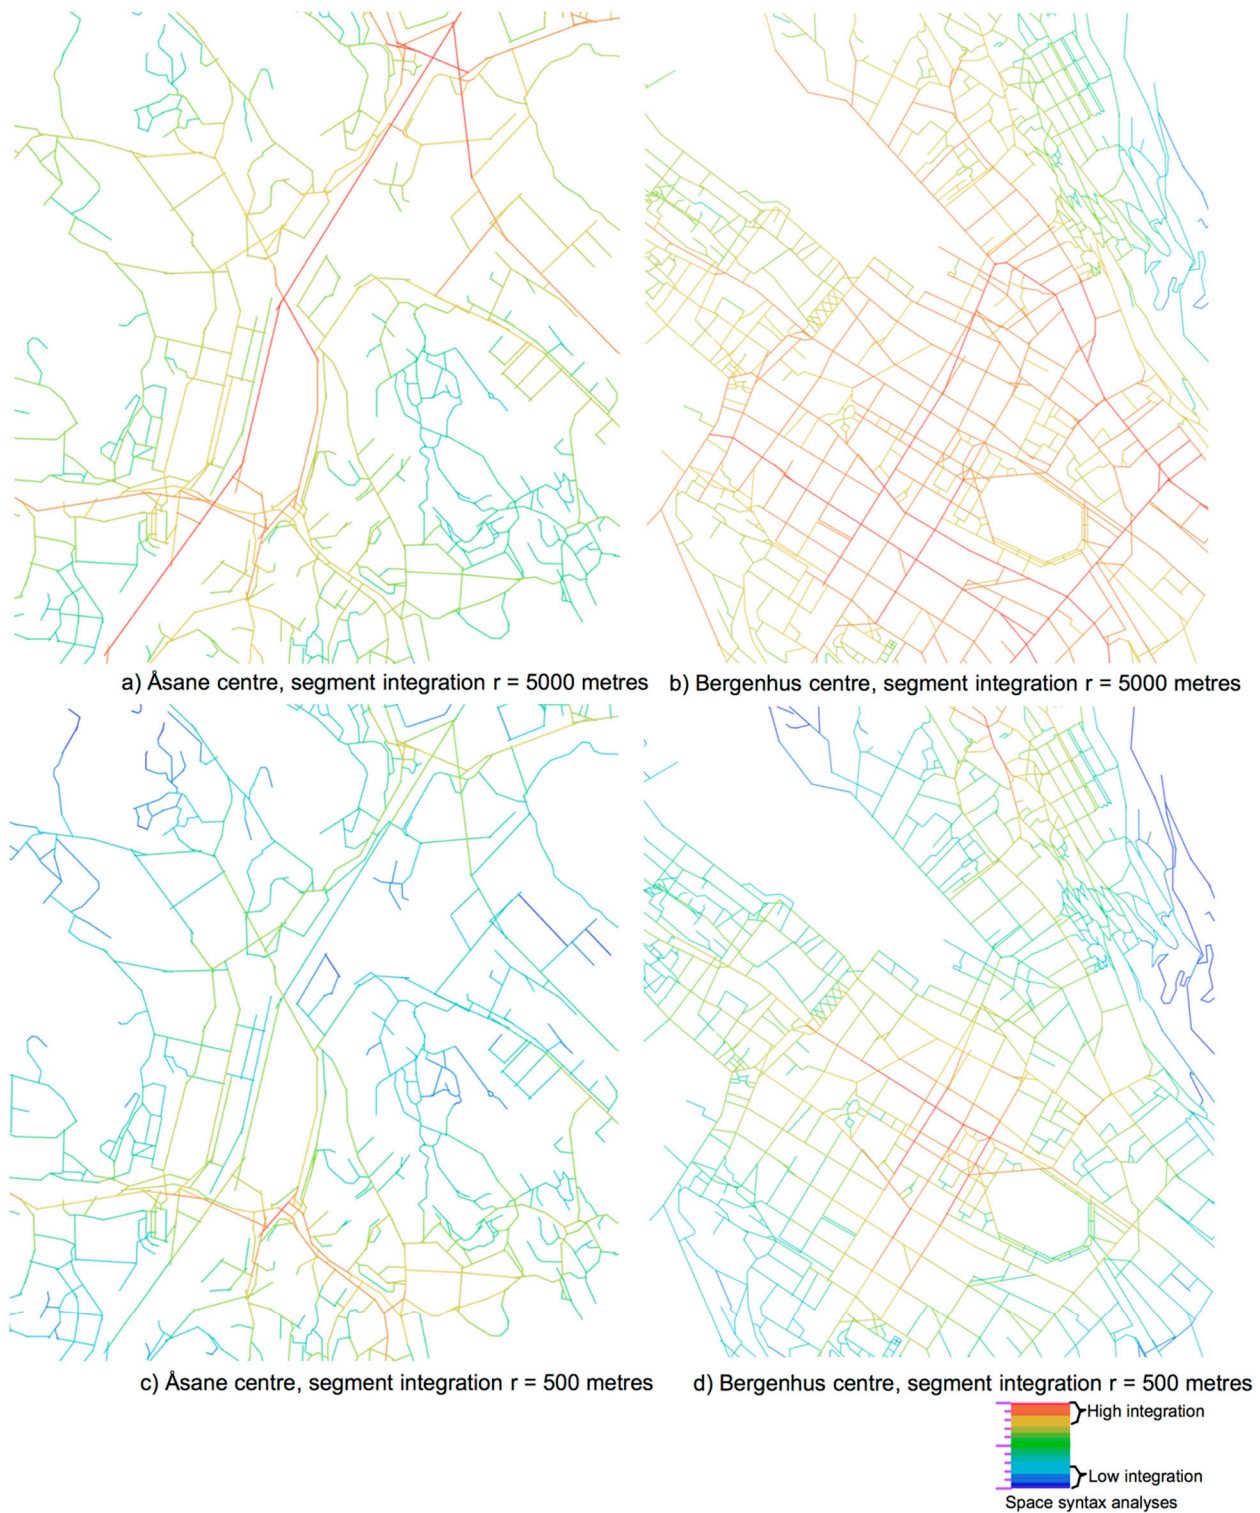 a) Åsane centre, segment integration r = 5000 metres
b) Bergenhus centre, segment integration r = 5000 metres
c) Åsane centre, segment integration r = 500 metres
d) Bergenhus centre, segment integration r = 500 metres
High integration
Low integration
Space syntax analyses